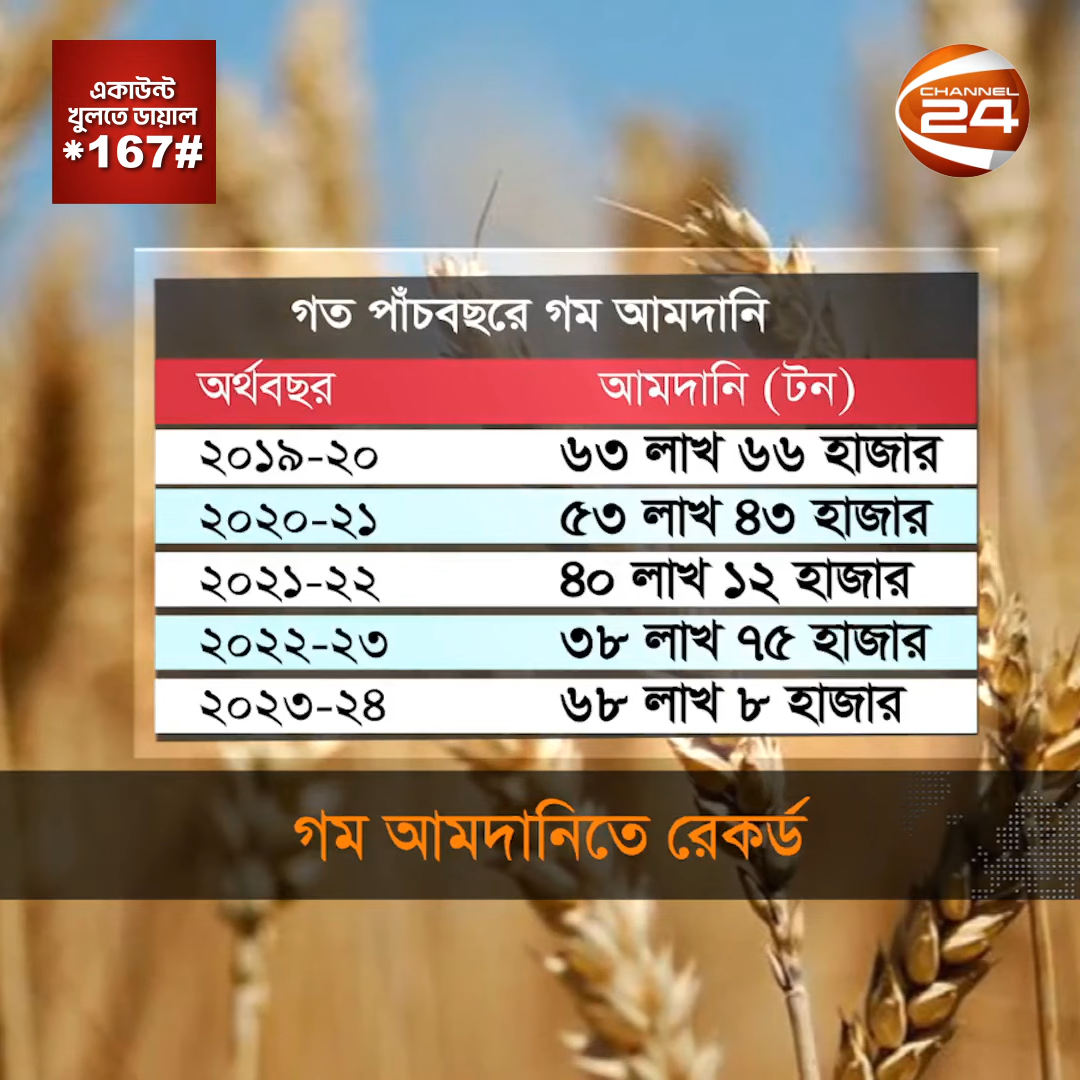 একাউন্ট
খুলতে ডায়াল
*167#
CHANNEL
24
গত পাঁচবছরে গম আমদানি
অর্থবছর আমদানি (টন)
২০১৯-২০ ৬৩ লাখ ৬৬ হাজার
২০২০-২১ ৫৩ লাখ ৪৩ হাজার
২০২১-২২ ৪০ লাখ ১২ হাজার
২০২২-২৩ ৩৮ লাখ ৭৫ হাজার
২০২৩-২৪ ৬৮ লাখ ৮ হাজার
গম আমদানিতে রেকর্ড